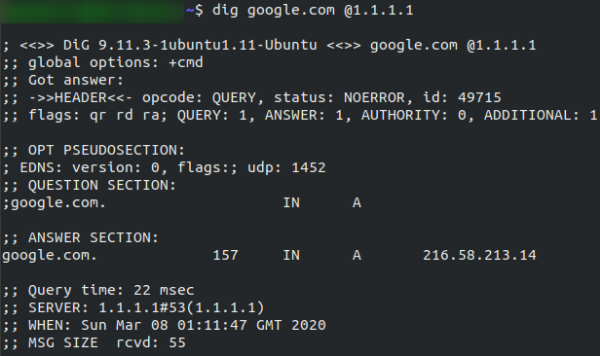 ~$ dig google.com @1.1.1.1
; <<>> DiG 9.11.3-1ubuntu1.11-Ubuntu <<>> google.com @1.1.1.1
;; global options: +cmd
;; Got answer:
;; ->>HEADER<<- opcode: QUERY, status: NOERROR, id: 49715
;; flags: qr rd ra; QUERY: 1, ANSWER: 1, AUTHORITY: 0, ADDITIONAL: 1
;; OPT PSEUDOSECTION:
; EDNS: version: 0, flags:; udp: 1452
;; QUESTION SECTION:
;google.com. IN A
;; ANSWER SECTION:
google.com. 157 IN A 216.58.213.14
;; Query time: 22 msec
;; SERVER: 1.1.1.1#53(1.1.1.1)
;; WHEN: Sun Mar 08 01:11:47 GMT 2020
;; MSG SIZE rcvd: 55